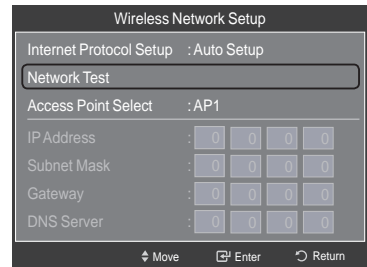 Wireless Network Setup
Internet Protocol Setup : Auto Setup
Network Test
Access Point Select : AP1
IP Address : 0 0 0 0
Subnet Mask : 0 0 0 0
Gateway : 0 0 0 0
DNS Server : 0 0 0 0
Move Enter Return